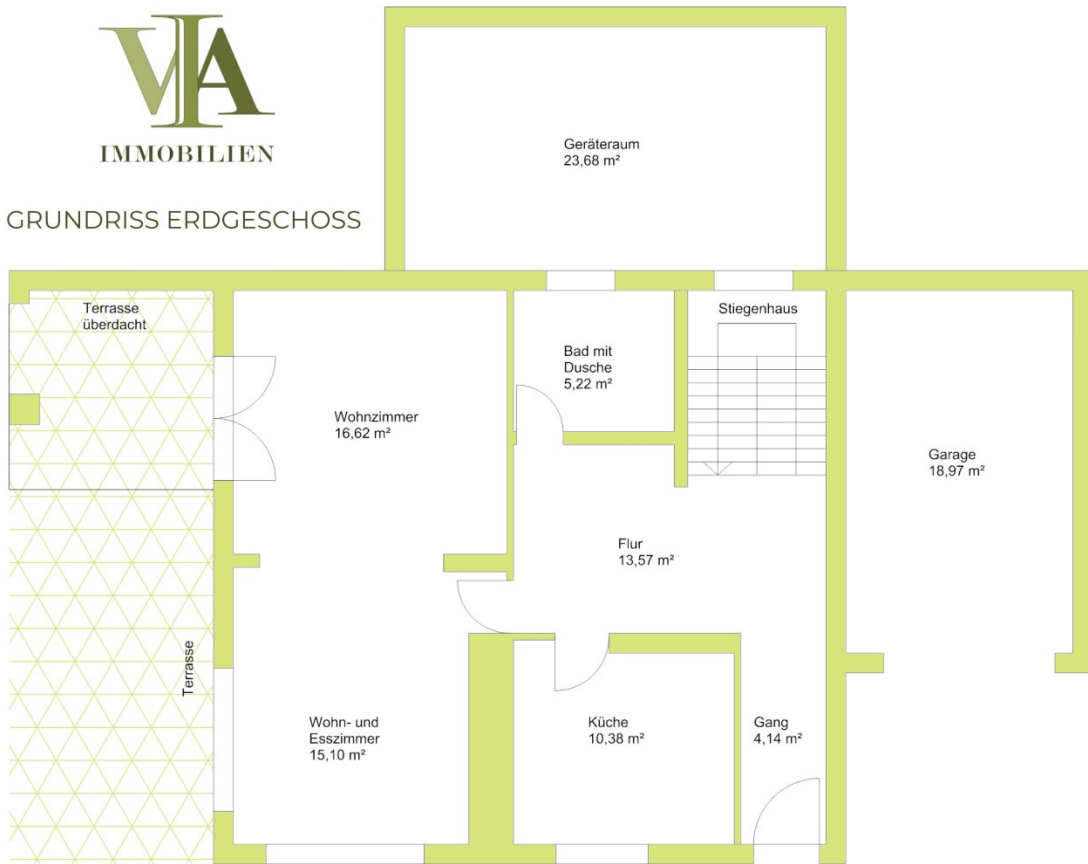 VIA
IMMOBILIEN
GRUNDRISS ERDGESCHOSS
Geräteraum
23,68 m²
Terrasse
überdacht
Stiegenhaus
Bad mit
Dusche
5,22 m²
Wohnzimmer
16,62 m²
Garage
18,97 m²
Flur
13,57 m²
Terrasse
Wohn- und
Esszimmer
15,10 m²
Küche
10,38 m²
Gang
4,14 m²